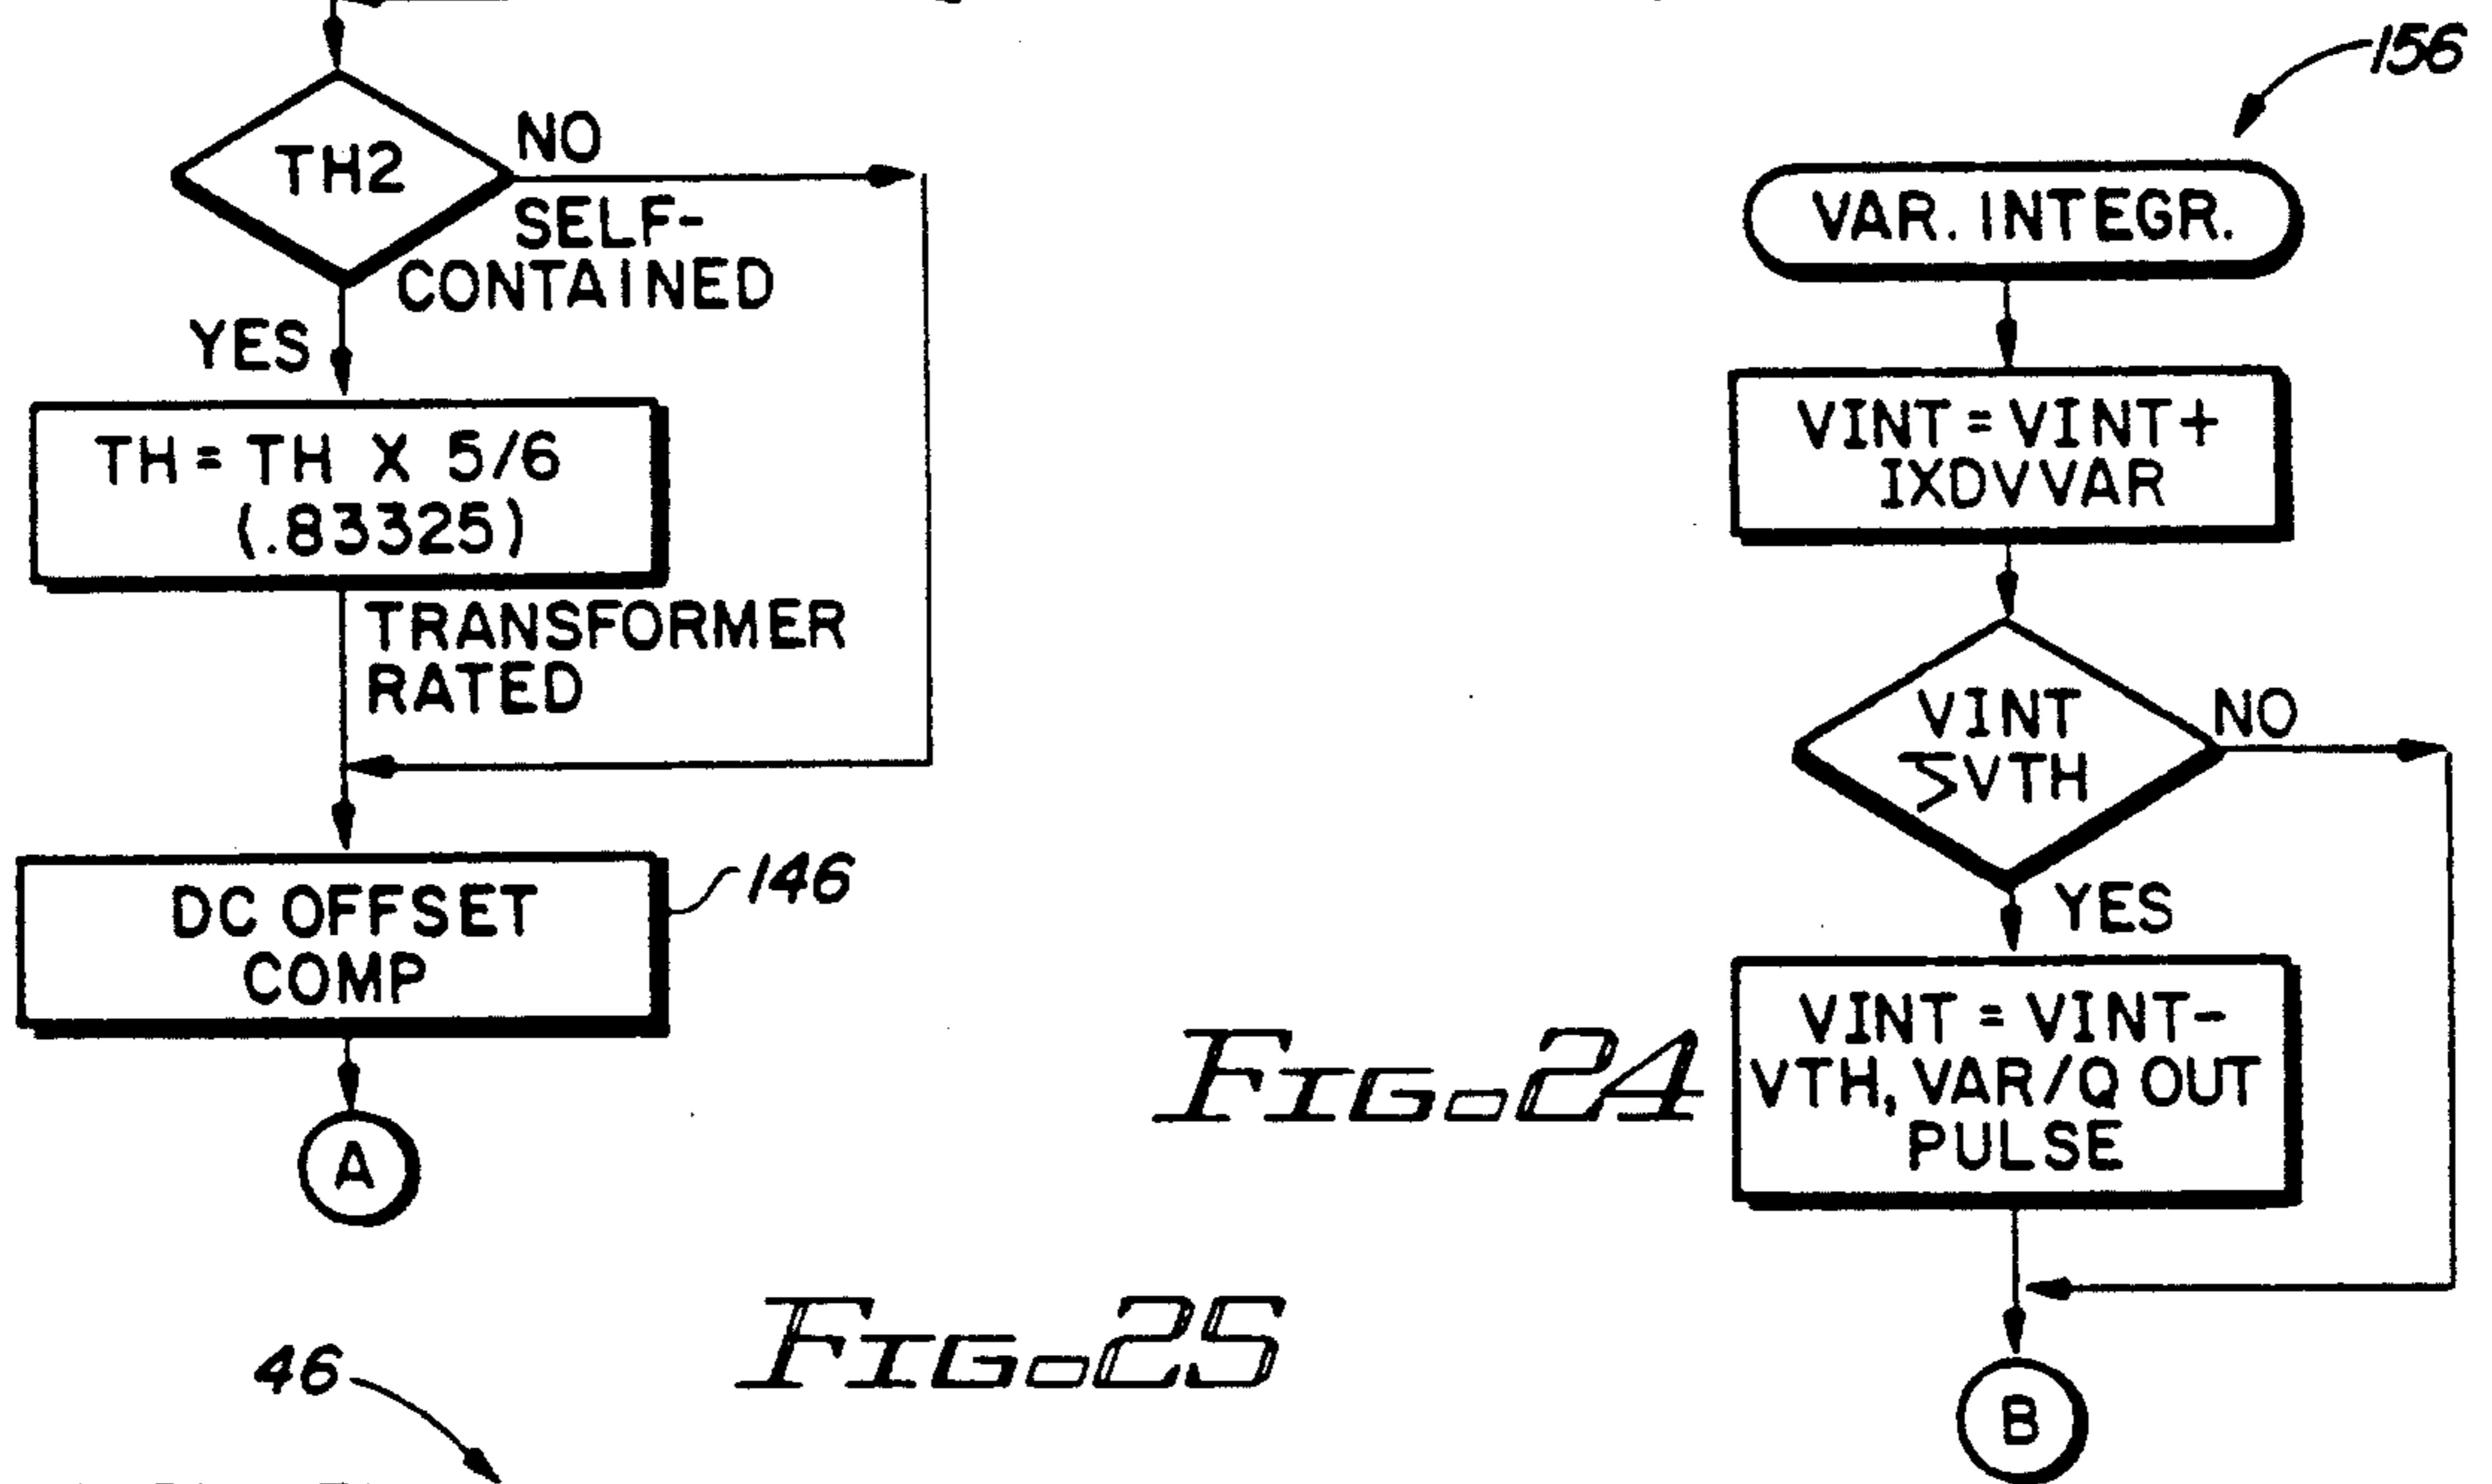 TH2
NO
SELF-
CONTAINED
YES
TH = TH X 5/6
(.83325)
TRANSFORMER
RATED
DC OFFSET
COMP
146
A
156
VAR. INTEGR.
VINT = VINT +
IXDVVAR
VINT
∑VTH
NO
YES
VINT = VINT-
VTH, VAR/Q OUT
PULSE
B
FIG. 24
FIG. 25
46